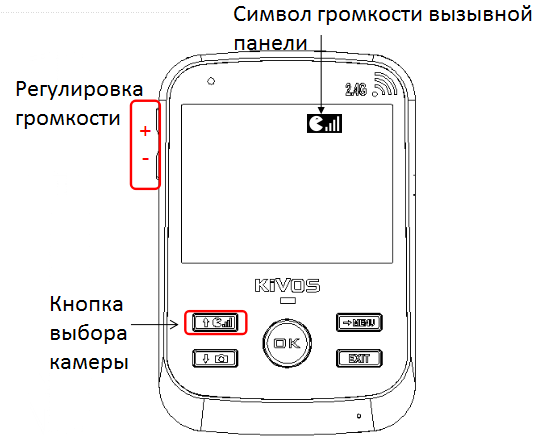 Символ громкости вызывной
панели
Регулировка
громкости
+
-
2.4G
KiVOS
Кнопка
выбора
камеры
↑
→MENU
OK
↓
EXIT